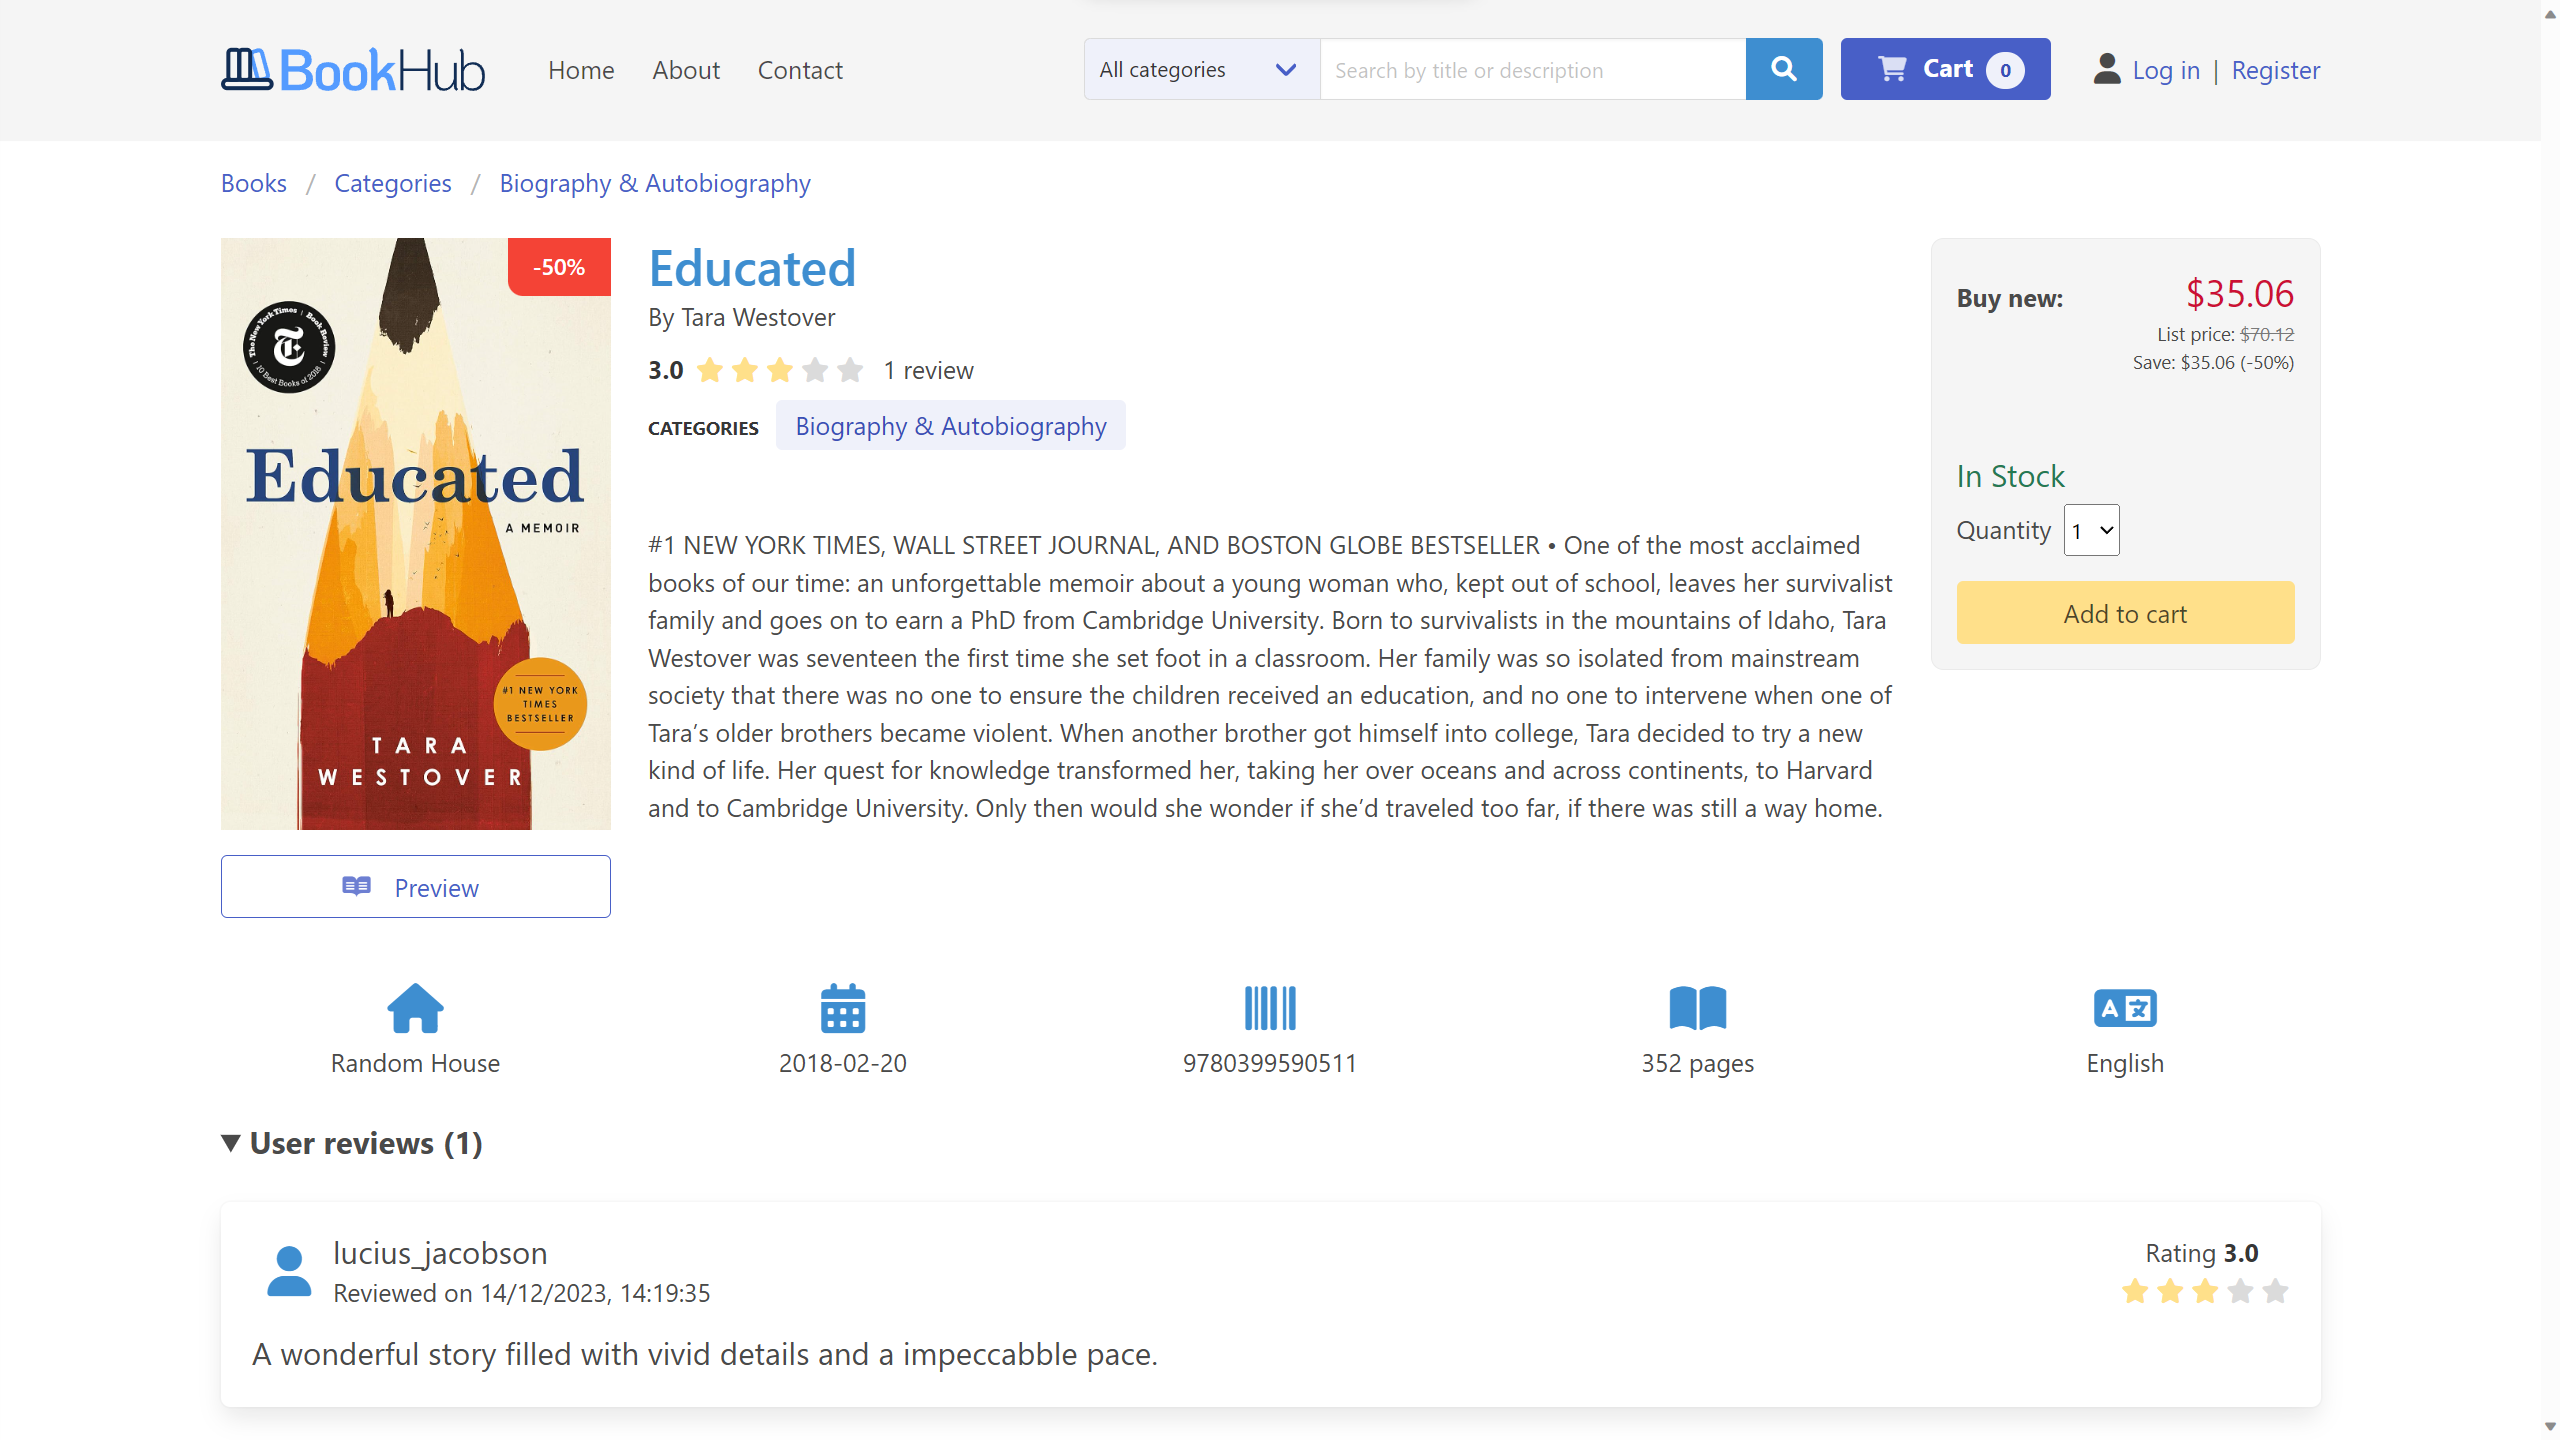 BookHub
Home About Contact
All categories
Search by title or description
Cart 0
Log in | Register
Books / Categories / Biography & Autobiography
-50%
The New York Times | Book Review
10 Best Books of 2018
Educated
A MEMOIR
#1 NEW YORK
TIMES
BESTSELLER
TARA
WESTOVER
Preview
Educated
By Tara Westover
3.0 1 review
CATEGORIES Biography & Autobiography
#1 NEW YORK TIMES, WALL STREET JOURNAL, AND BOSTON GLOBE BESTSELLER • One of the most acclaimed
books of our time: an unforgettable memoir about a young woman who, kept out of school, leaves her survivalist
family and goes on to earn a PhD from Cambridge University. Born to survivalists in the mountains of Idaho, Tara
Westover was seventeen the first time she set foot in a classroom. Her family was so isolated from mainstream
society that there was no one to ensure the children received an education, and no one to intervene when one of
Tara’s older brothers became violent. When another brother got himself into college, Tara decided to try a new
kind of life. Her quest for knowledge transformed her, taking her over oceans and across continents, to Harvard
and to Cambridge University. Only then would she wonder if she’d traveled too far, if there was still a way home.
Buy new: $35.06
List price: $70.12
Save: $35.06 (-50%)
In Stock
Quantity 1
Add to cart
Random House
2018-02-20
9780399590511
352 pages
English
User reviews (1)
lucius_jacobson
Reviewed on 14/12/2023, 14:19:35
Rating 3.0
A wonderful story filled with vivid details and a impeccabble pace.